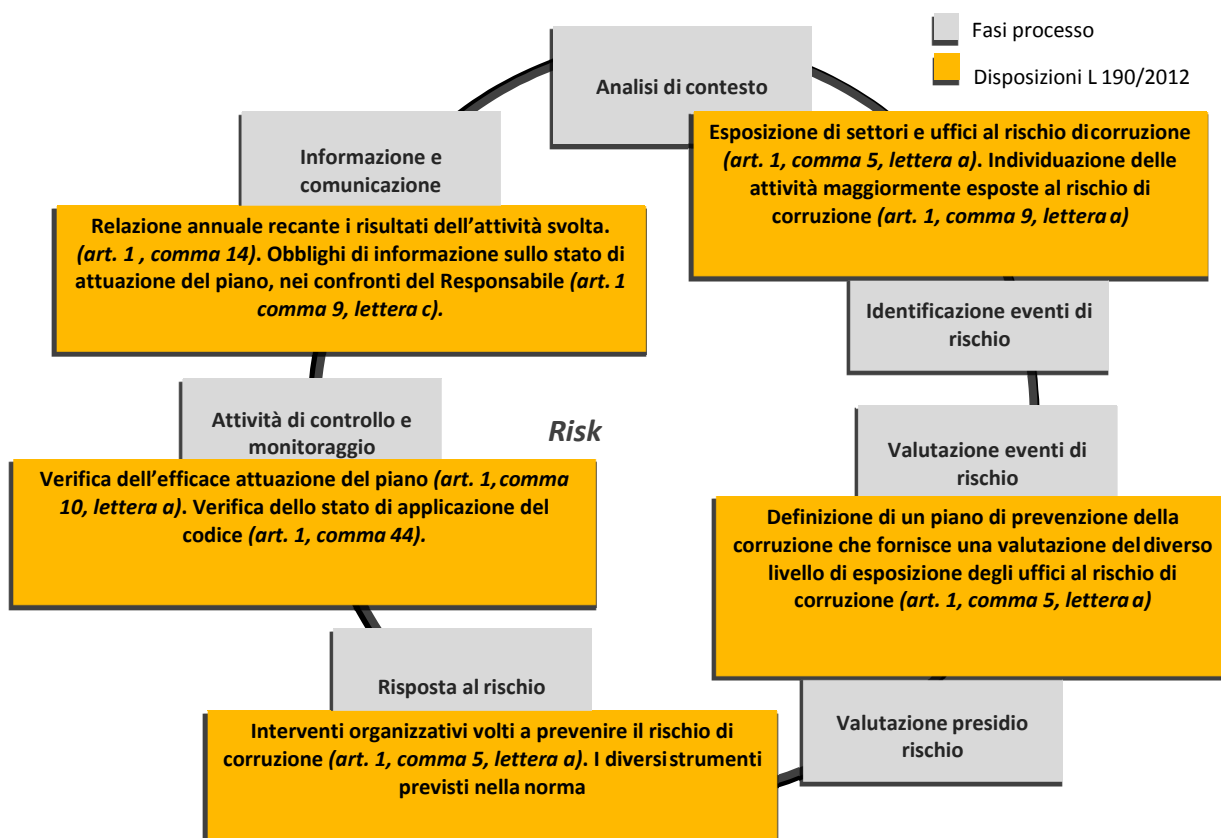 Fasi processo
Disposizioni L 190/2012
Analisi di contesto
Esposizione di settori e uffici al rischio di corruzione
(art. 1, comma 5, lettera a). Individuazione delle
attività maggiormente esposte al rischio di
corruzione (art. 1, comma 9, lettera a)
Identificazione eventi di
rischio
Valutazione eventi di
rischio
Definizione di un piano di prevenzione della
corruzione che fornisce una valutazione del diverso
livello di esposizione degli uffici al rischio di
corruzione (art. 1, comma 5, lettera a)
Valutazione presidio
rischio
Risposta al rischio
Interventi organizzativi volti a prevenire il rischio di
corruzione (art. 1, comma 5, lettera a). I diversi strumenti
previsti nella norma
Attività di controllo e
monitoraggio
Verifica dell’efficace attuazione del piano (art. 1, comma
10, lettera a). Verifica dello stato di applicazione del
codice (art. 1, comma 44).
Informazione e
comunicazione
Relazione annuale recante i risultati dell’attività svolta.
(art. 1 , comma 14). Obblighi di informazione sullo stato di
attuazione del piano, nei confronti del Responsabile (art. 1
comma 9, lettera c).
Risk